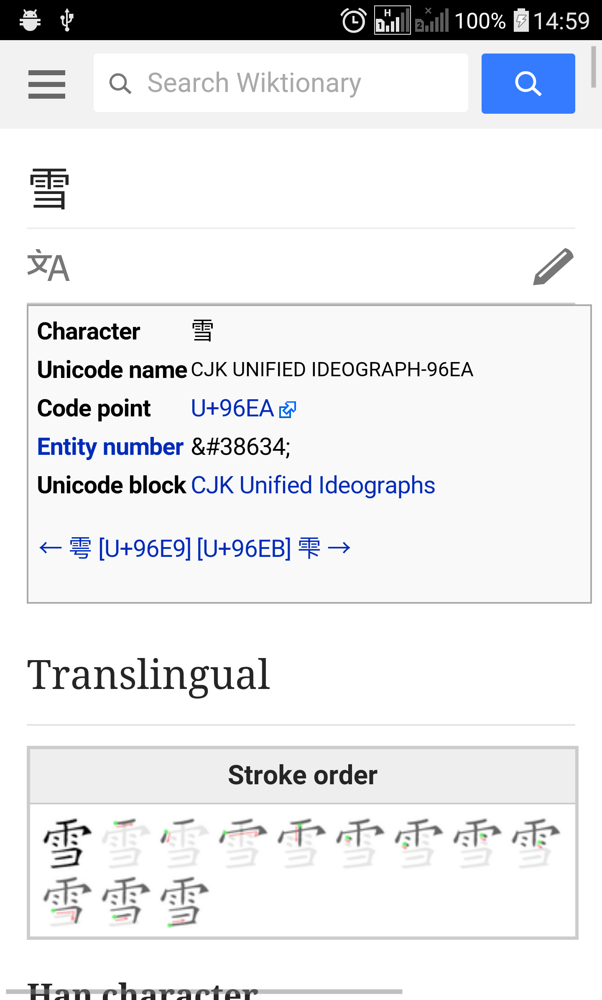 H
1
2
100%
14:59
Search Wiktionary
雪
文A
Character 雪
Unicode name CJK UNIFIED IDEOGRAPH-96EA
Code point U+96EA
Entity number &#38634;
Unicode block CJK Unified Ideographs
← 雩 [U+96E9] [U+96EB] 雫 →
Translingual
Stroke order
雪 雪 雪 雪 雪 雪 雪 雪 雪
雪 雪 雪
Han character